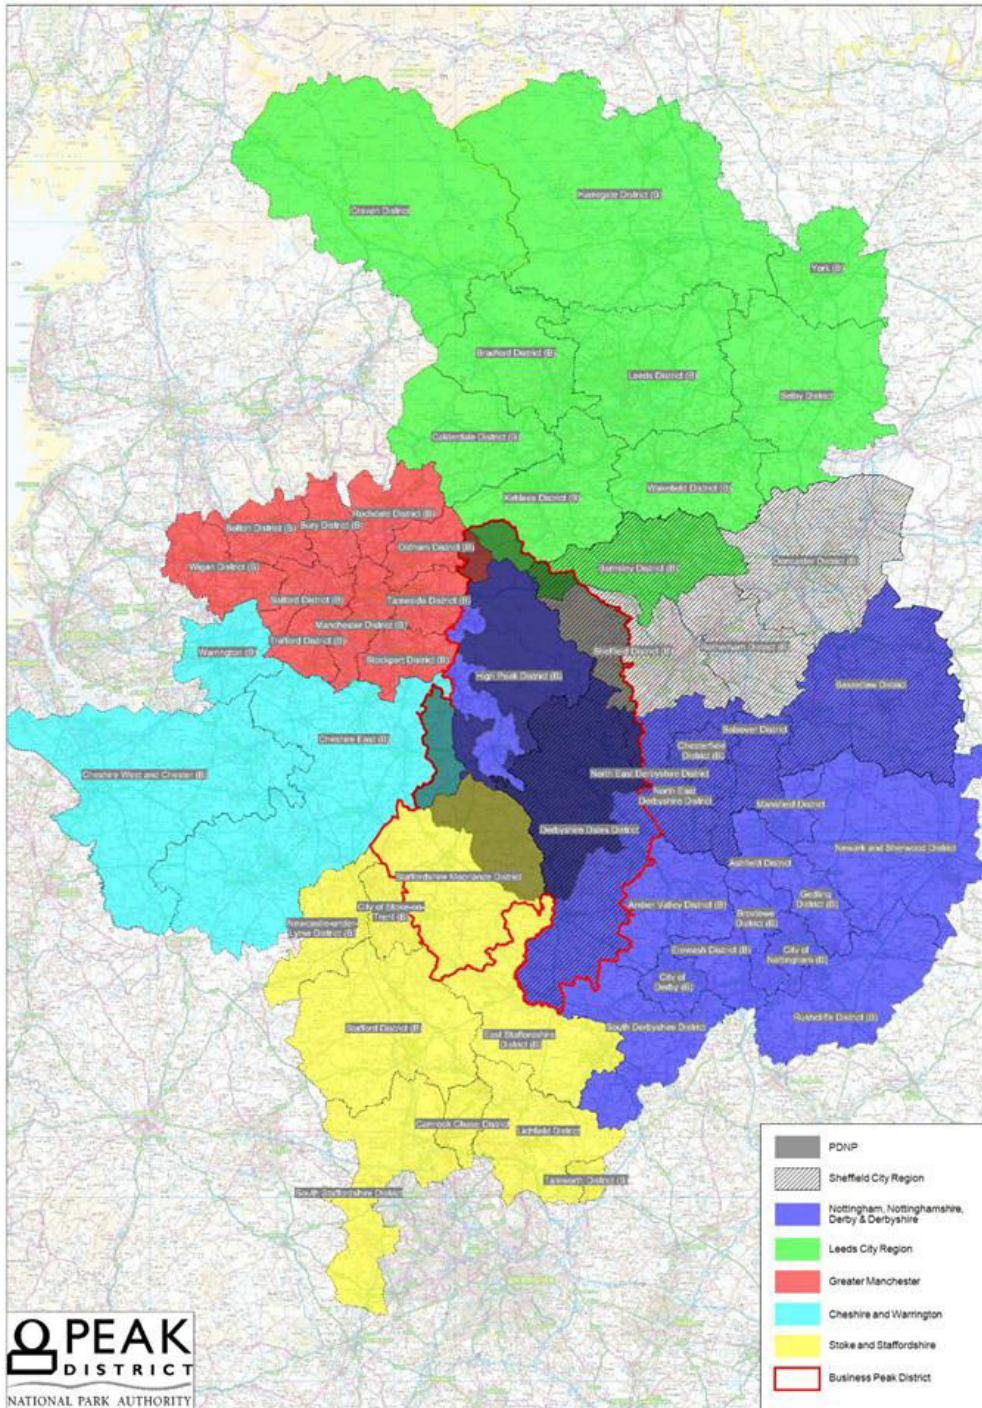 Craven District
Harrogate District (B)
York (B)
Bradford District (B)
Leeds District (B)
Selby District
Calderdale District (B)
Kirklees District (B)
Wakefield District (B)
Rochdale District (B)
Bury District (B)
Bolton District (B)
Oldham District (B)
Wigan District (B)
Barnsley District (B)
Doncaster District (B)
Salford District (B)
Tameside District (B)
Manchester District (B)
Trafford District (B)
Stockport District (B)
Warrington (B)
Sheffield District (B)
Rotherham District (B)
High Peak District (B)
Bassetlaw District
Cheshire East (B)
Bolsover District
Chesterfield
District (B)
Cheshire West and Chester (B)
North East Derbyshire District
North East
Derbyshire District
Mansfield District
Derbyshire Dales District
Newark and Sherwood District
Ashfield District
Staffordshire Moorlands District
Gedling
District (B)
Amber Valley District (B)
Broxtowe
District (B)
City of Stoke-on-
Trent (B)
Newcastle-under-
Lyme District (B)
Erewash District (B)
City of
Nottingham (B)
City of
Derby (B)
Rushcliffe District (B)
Stafford District (B)
East Staffordshire
District (B)
South Derbyshire District
Cannock Chase District
Lichfield District
Tamworth District (B)
South Staffordshire District
PDNP
Sheffield City Region
Nottingham, Nottinghamshire,
Derby & Derbyshire
Leeds City Region
Greater Manchester
Cheshire and Warrington
Stoke and Staffordshire
Business Peak District
PEAK
DISTRICT
NATIONAL PARK AUTHORITY